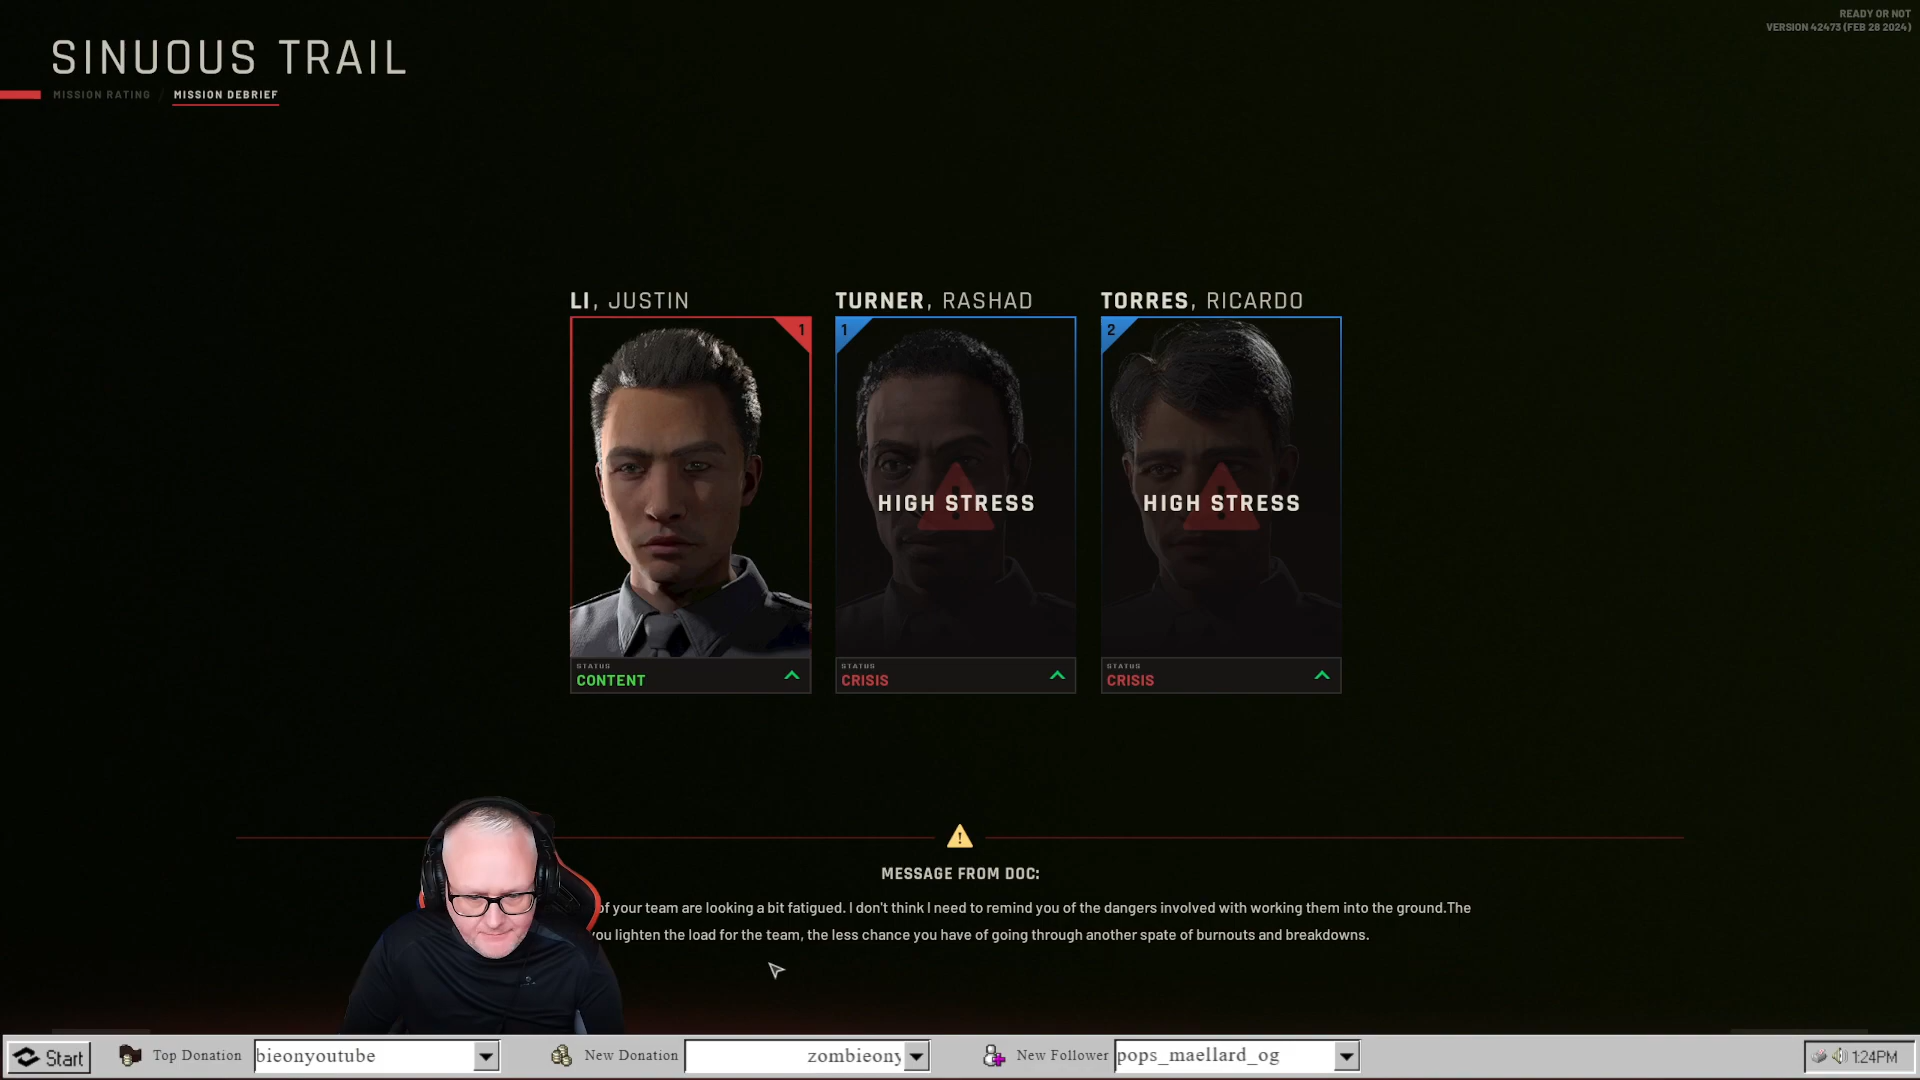 READY OR NOT
VERSION 42473 (FEB 28 2024)
SINUOUS TRAIL
MISSION RATING / MISSION DEBRIEF
LI, JUSTIN
TURNER, RASHAD
TORRES, RICARDO
1
1
2
HIGH STRESS
HIGH STRESS
STATUS
CONTENT
STATUS
CRISIS
STATUS
CRISIS
MESSAGE FROM DOC:
of your team are looking a bit fatigued. I don't think I need to remind you of the dangers involved with working them into the ground.The
you lighten the load for the team, the less chance you have of going through another spate of burnouts and breakdowns.
Start
Top Donation
bieonyoutube
New Donation
zombieony
New Follower
pops_maellard_og
1:24PM